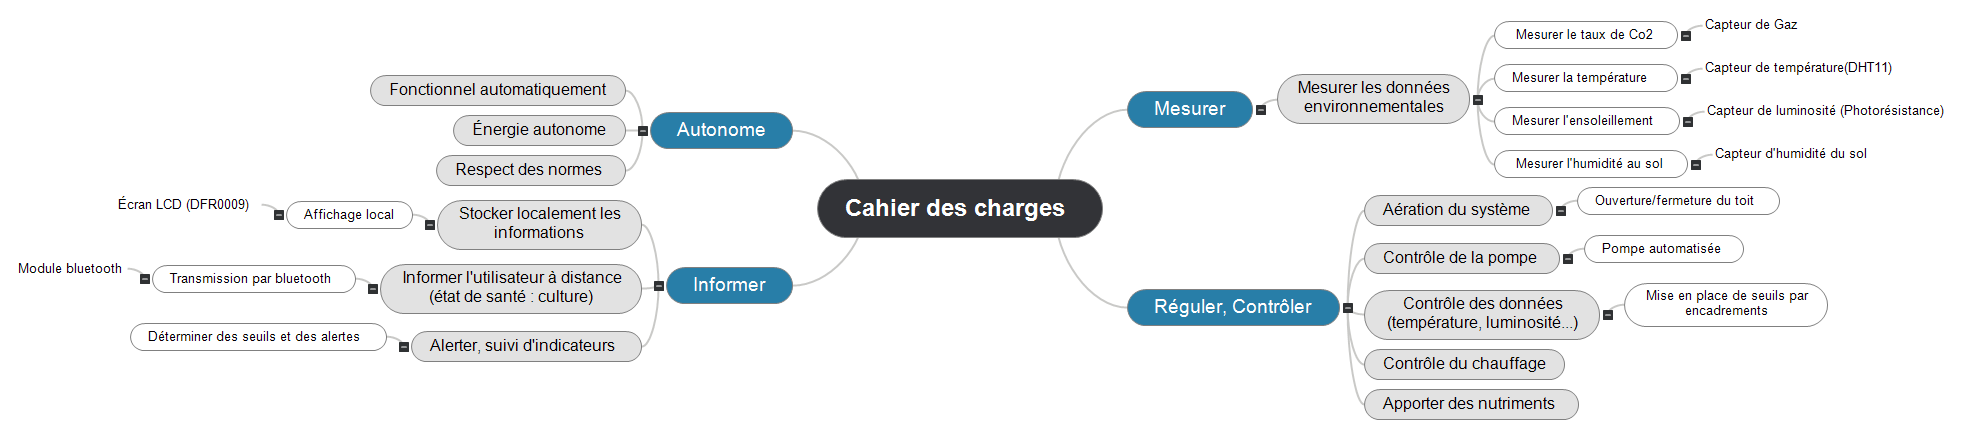 Cahier des charges
Autonome
Fonctionnel automatiquement
Énergie autonome
Respect des normes
Informer
Stocker localement les
informations
Affichage local
Écran LCD (DFR0009)
Informer l'utilisateur à distance
(état de santé : culture)
Transmission par bluetooth
Module bluetooth
Alerter, suivi d'indicateurs
Déterminer des seuils et des alertes
Mesurer
Mesurer les données
environnementales
Mesurer le taux de Co2
Capteur de Gaz
Mesurer la température
Capteur de température(DHT11)
Mesurer l'ensoleillement
Capteur de luminosité (Photorésistance)
Mesurer l'humidité au sol
Capteur d'humidité du sol
Réguler, Contrôler
Aération du système
Ouverture/fermeture du toit
Contrôle de la pompe
Pompe automatisée
Contrôle des données
(température, luminosité...)
Mise en place de seuils par
encadrements
Contrôle du chauffage
Apporter des nutriments